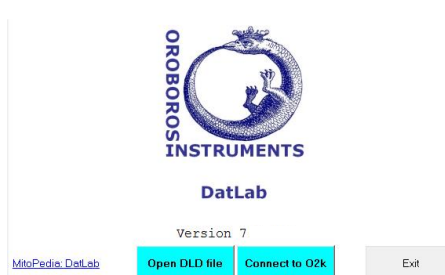 OROBOROS
INSTRUMENTS
DatLab
Version 7
MitoPedia: DatLab
Open DLD file
Connect to O2k
Exit